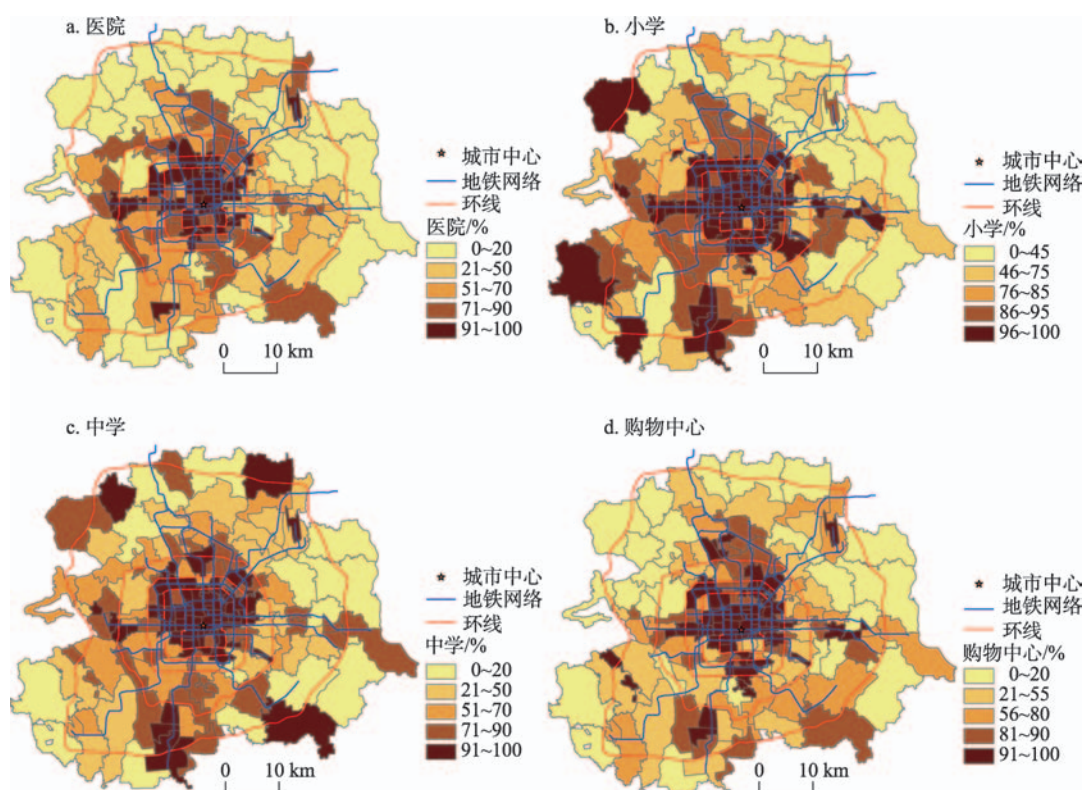 a. 医院
城市中心
地铁网络
环线
医院/%
0~20
21~50
51~70
71~90
91~100
0 10 km
b. 小学
城市中心
地铁网络
环线
小学/%
0~45
46~75
76~85
86~95
96~100
0 10 km
c. 中学
城市中心
地铁网络
环线
中学/%
0~20
21~50
51~70
71~90
91~100
0 10 km
d. 购物中心
城市中心
地铁网络
环线
购物中心/%
0~20
21~55
56~80
81~90
91~100
0 10 km